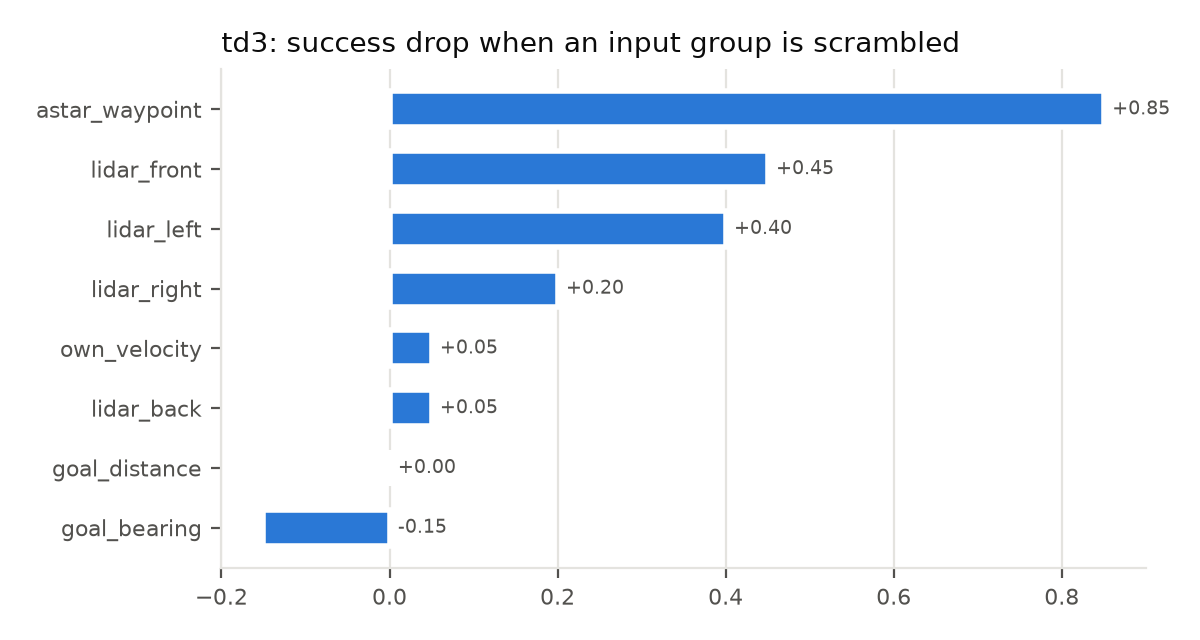 td3: success drop when an input group is scrambled
astar_waypoint +0.85
lidar_front +0.45
lidar_left +0.40
lidar_right +0.20
own_velocity +0.05
lidar_back +0.05
goal_distance +0.00
goal_bearing -0.15
−0.2 0.0 0.2 0.4 0.6 0.8